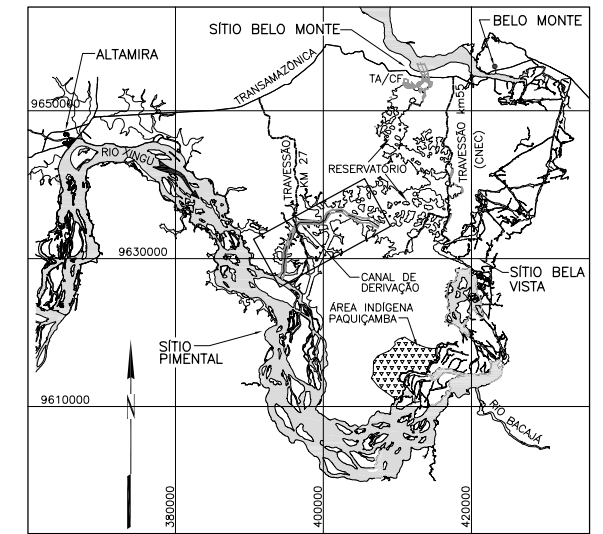 SÍTIO BELO MONTE
BELO MONTE
ALTAMIRA
TRANSAMAZÔNICA
TA/CF
9650000
RIO XINGU
TRAVESSÃO
KM 27
RESERVATÓRIO
TRAVESSÃO km55
(CNEC)
9630000
CANAL DE
DERIVAÇÃO
SÍTIO BELA
VISTA
ÁREA INDÍGENA
PAQUIÇAMBA
SÍTIO
PIMENTAL
9610000
N
RIO BACAJÁ
380000
400000
420000